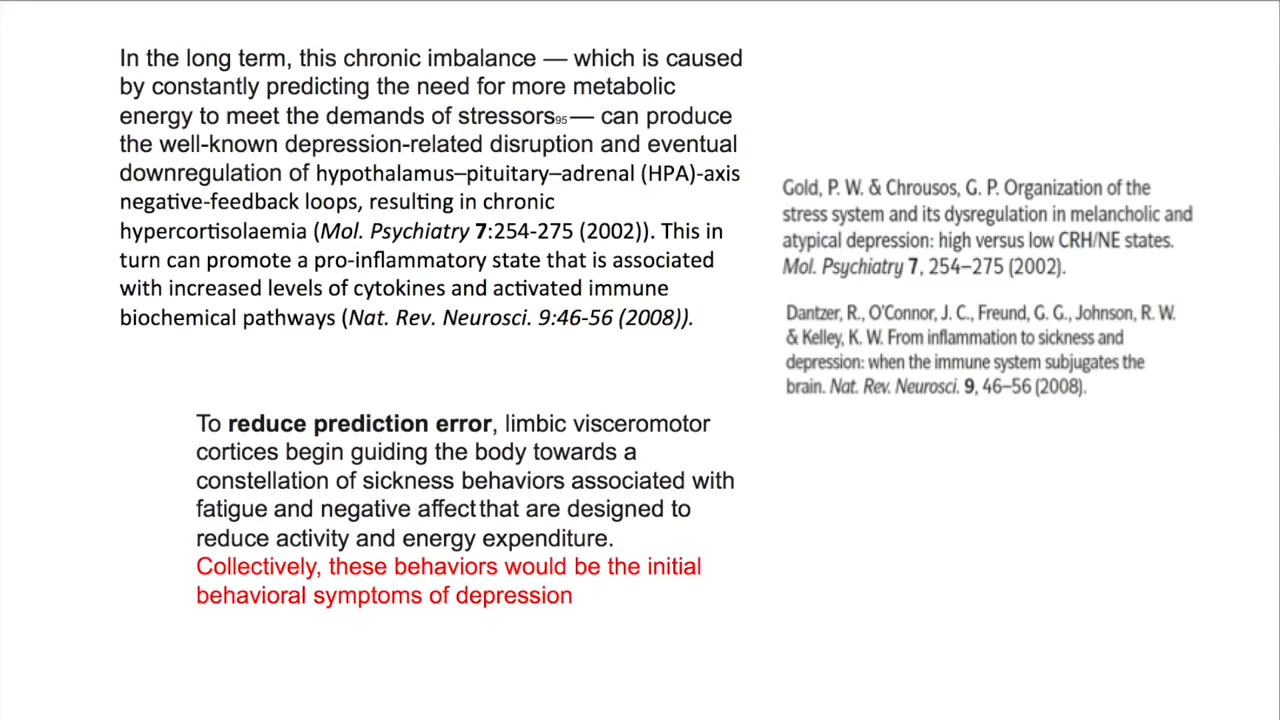 In the long term, this chronic imbalance — which is caused
by constantly predicting the need for more metabolic
energy to meet the demands of stressors95— can produce
the well-known depression-related disruption and eventual
downregulation of hypothalamus–pituitary–adrenal (HPA)-axis
negative-feedback loops, resulting in chronic
hypercortisolaemia (Mol. Psychiatry 7:254-275 (2002)). This in
turn can promote a pro-inflammatory state that is associated
with increased levels of cytokines and activated immune
biochemical pathways (Nat. Rev. Neurosci. 9:46-56 (2008)).
Gold, P. W. & Chrousos, G. P. Organization of the
stress system and its dysregulation in melancholic and
atypical depression: high versus low CRH/NE states.
Mol. Psychiatry 7, 254–275 (2002).
Dantzer, R., O'Connor, J. C., Freund, G. G., Johnson, R. W.
& Kelley, K. W. From inflammation to sickness and
depression: when the immune system subjugates the
brain. Nat. Rev. Neurosci. 9, 46–56 (2008).
To reduce prediction error, limbic visceromotor
cortices begin guiding the body towards a
constellation of sickness behaviors associated with
fatigue and negative affect that are designed to
reduce activity and energy expenditure.
Collectively, these behaviors would be the initial
behavioral symptoms of depression